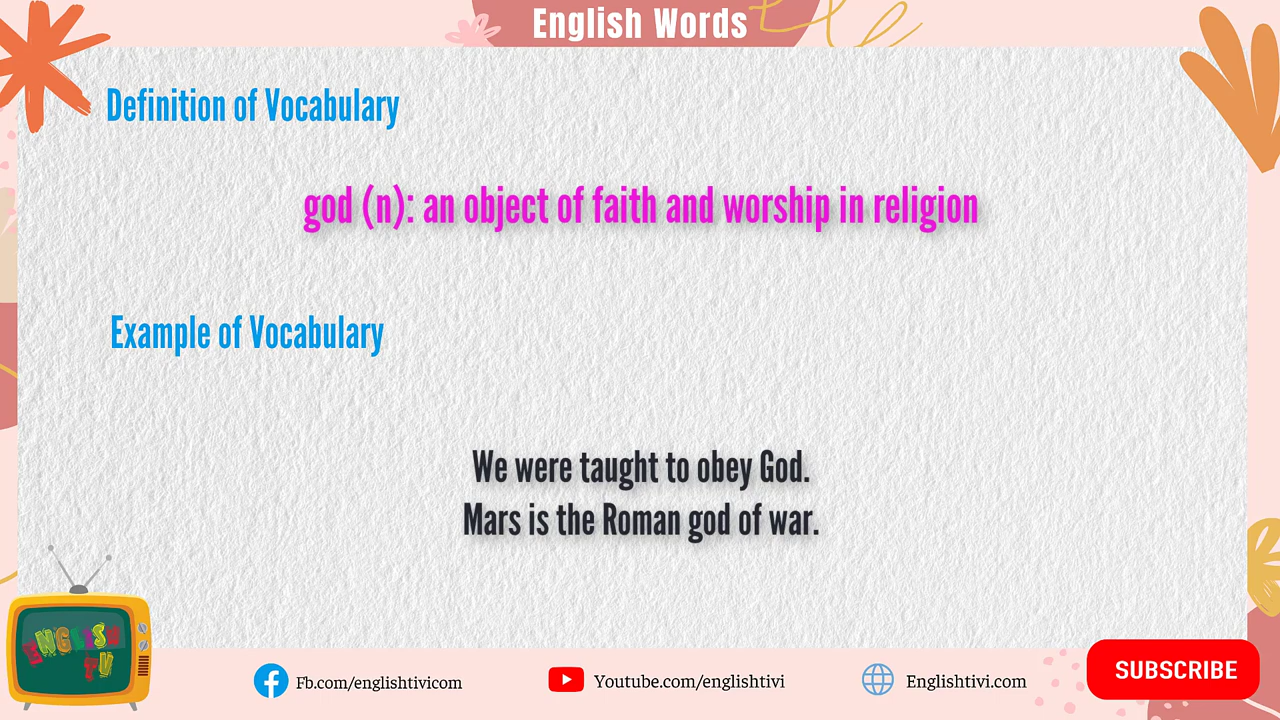 English Words
Definition of Vocabulary
god (n): an object of faith and worship in religion
Example of Vocabulary
We were taught to obey God.
Mars is the Roman god of war.
ENGLISH
TV
Fb.com/englishtivicom
Youtube.com/englishtivi
Englishtivi.com
SUBSCRIBE